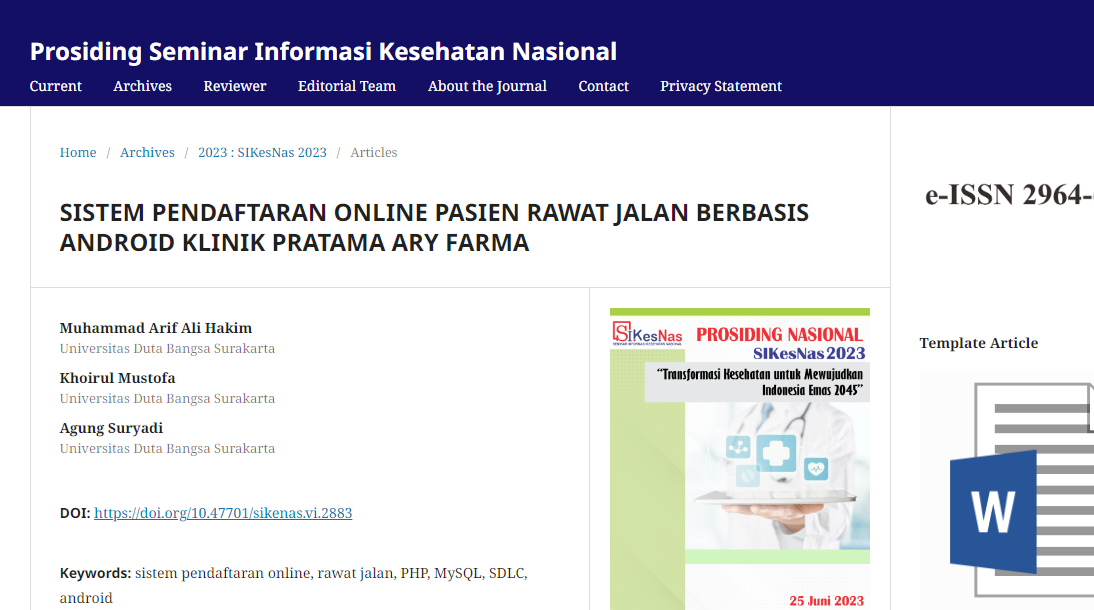 Prosiding Seminar Informasi Kesehatan Nasional
Current Archives Reviewer Editorial Team About the Journal Contact Privacy Statement
Home / Archives / 2023 : SIKesNas 2023 / Articles
SISTEM PENDAFTARAN ONLINE PASIEN RAWAT JALAN BERBASIS
ANDROID KLINIK PRATAMA ARY FARMA
Muhammad Arif Ali Hakim
Universitas Duta Bangsa Surakarta
Khoirul Mustofa
Universitas Duta Bangsa Surakarta
Agung Suryadi
Universitas Duta Bangsa Surakarta
DOI: https://doi.org/10.47701/sikenas.vi.2883
Keywords: sistem pendaftaran online, rawat jalan, PHP, MySQL, SDLC,
android
SIKesNas
SEMINAR INFORMASI KESEHATAN NASIONAL
PROSIDING NASIONAL
SIKesNas 2023
“Transformasi Kesehatan untuk Mewujudkan
Indonesia Emas 2045”
25 Juni 2023
e-ISSN 2964-
Template Article
W